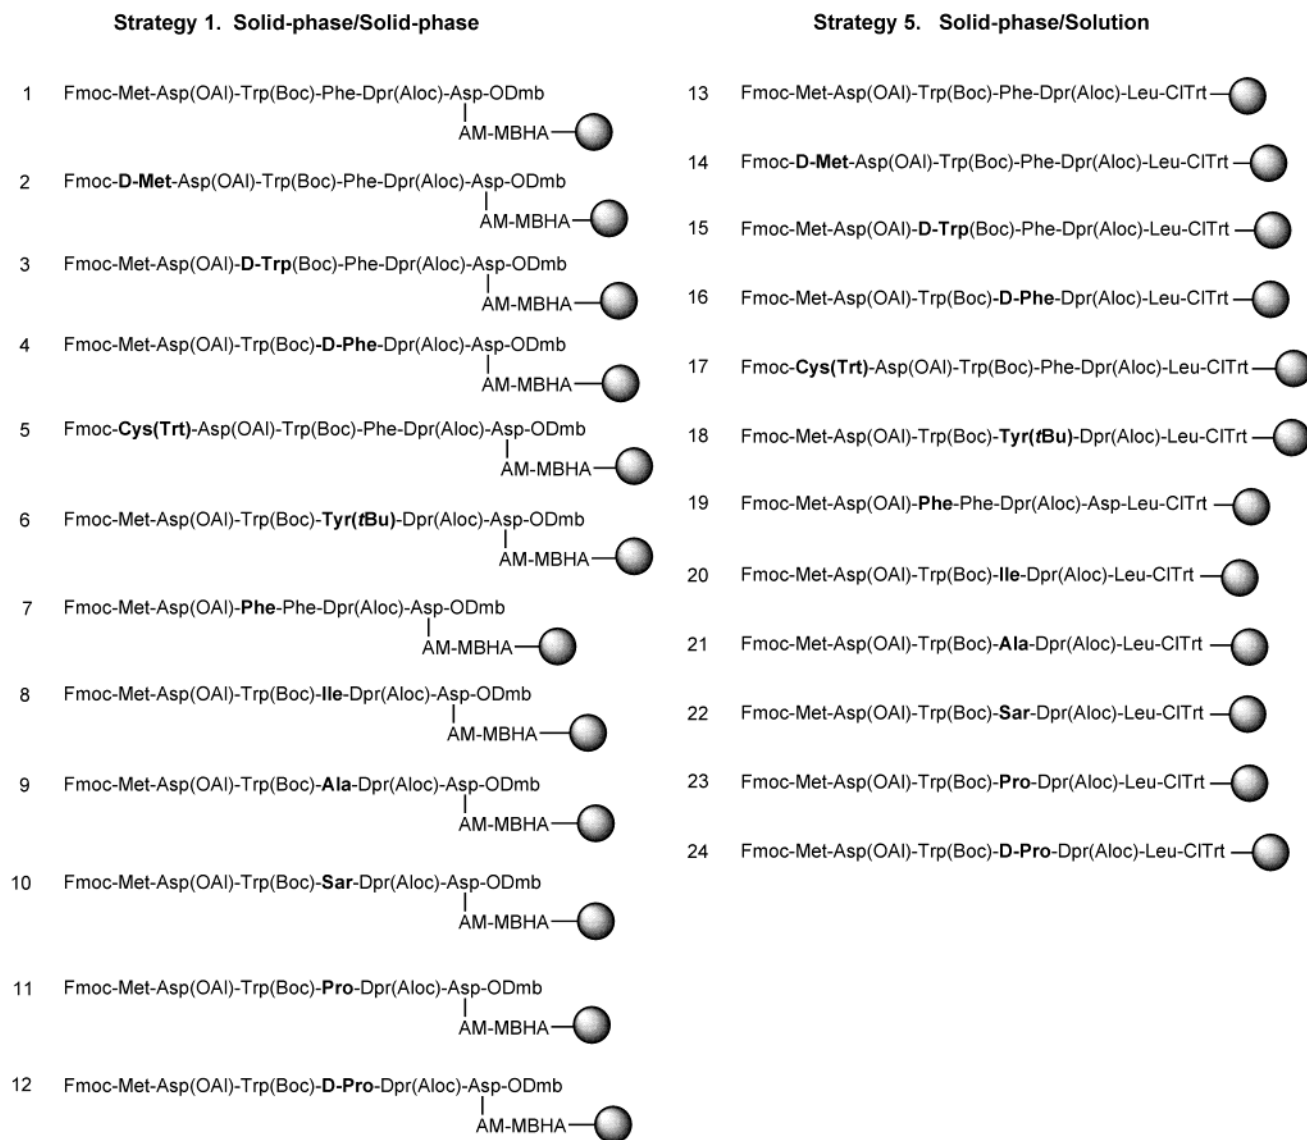 Strategy 1. Solid-phase/Solid-phase
1 Fmoc-Met-Asp(OAl)-Trp(Boc)-Phe-Dpr(Aloc)-Asp-ODmb
AM-MBHA
2 Fmoc-D-Met-Asp(OAl)-Trp(Boc)-Phe-Dpr(Aloc)-Asp-ODmb
AM-MBHA
3 Fmoc-Met-Asp(OAl)-D-Trp(Boc)-Phe-Dpr(Aloc)-Asp-ODmb
AM-MBHA
4 Fmoc-Met-Asp(OAl)-Trp(Boc)-D-Phe-Dpr(Aloc)-Asp-ODmb
AM-MBHA
5 Fmoc-Cys(Trt)-Asp(OAl)-Trp(Boc)-Phe-Dpr(Aloc)-Asp-ODmb
AM-MBHA
6 Fmoc-Met-Asp(OAl)-Trp(Boc)-Tyr(tBu)-Dpr(Aloc)-Asp-ODmb
AM-MBHA
7 Fmoc-Met-Asp(OAl)-Phe-Phe-Dpr(Aloc)-Asp-ODmb
AM-MBHA
8 Fmoc-Met-Asp(OAl)-Trp(Boc)-Ile-Dpr(Aloc)-Asp-ODmb
AM-MBHA
9 Fmoc-Met-Asp(OAl)-Trp(Boc)-Ala-Dpr(Aloc)-Asp-ODmb
AM-MBHA
10 Fmoc-Met-Asp(OAl)-Trp(Boc)-Sar-Dpr(Aloc)-Asp-ODmb
AM-MBHA
11 Fmoc-Met-Asp(OAl)-Trp(Boc)-Pro-Dpr(Aloc)-Asp-ODmb
AM-MBHA
12 Fmoc-Met-Asp(OAl)-Trp(Boc)-D-Pro-Dpr(Aloc)-Asp-ODmb
AM-MBHA
Strategy 5. Solid-phase/Solution
13 Fmoc-Met-Asp(OAl)-Trp(Boc)-Phe-Dpr(Aloc)-Leu-ClTrt
14 Fmoc-D-Met-Asp(OAl)-Trp(Boc)-Phe-Dpr(Aloc)-Leu-ClTrt
15 Fmoc-Met-Asp(OAl)-D-Trp(Boc)-Phe-Dpr(Aloc)-Leu-ClTrt
16 Fmoc-Met-Asp(OAl)-Trp(Boc)-D-Phe-Dpr(Aloc)-Leu-ClTrt
17 Fmoc-Cys(Trt)-Asp(OAl)-Trp(Boc)-Phe-Dpr(Aloc)-Leu-ClTrt
18 Fmoc-Met-Asp(OAl)-Trp(Boc)-Tyr(tBu)-Dpr(Aloc)-Leu-ClTrt
19 Fmoc-Met-Asp(OAl)-Phe-Phe-Dpr(Aloc)-Asp-Leu-ClTrt
20 Fmoc-Met-Asp(OAl)-Trp(Boc)-Ile-Dpr(Aloc)-Leu-ClTrt
21 Fmoc-Met-Asp(OAl)-Trp(Boc)-Ala-Dpr(Aloc)-Leu-ClTrt
22 Fmoc-Met-Asp(OAl)-Trp(Boc)-Sar-Dpr(Aloc)-Leu-ClTrt
23 Fmoc-Met-Asp(OAl)-Trp(Boc)-Pro-Dpr(Aloc)-Leu-ClTrt
24 Fmoc-Met-Asp(OAl)-Trp(Boc)-D-Pro-Dpr(Aloc)-Leu-ClTrt